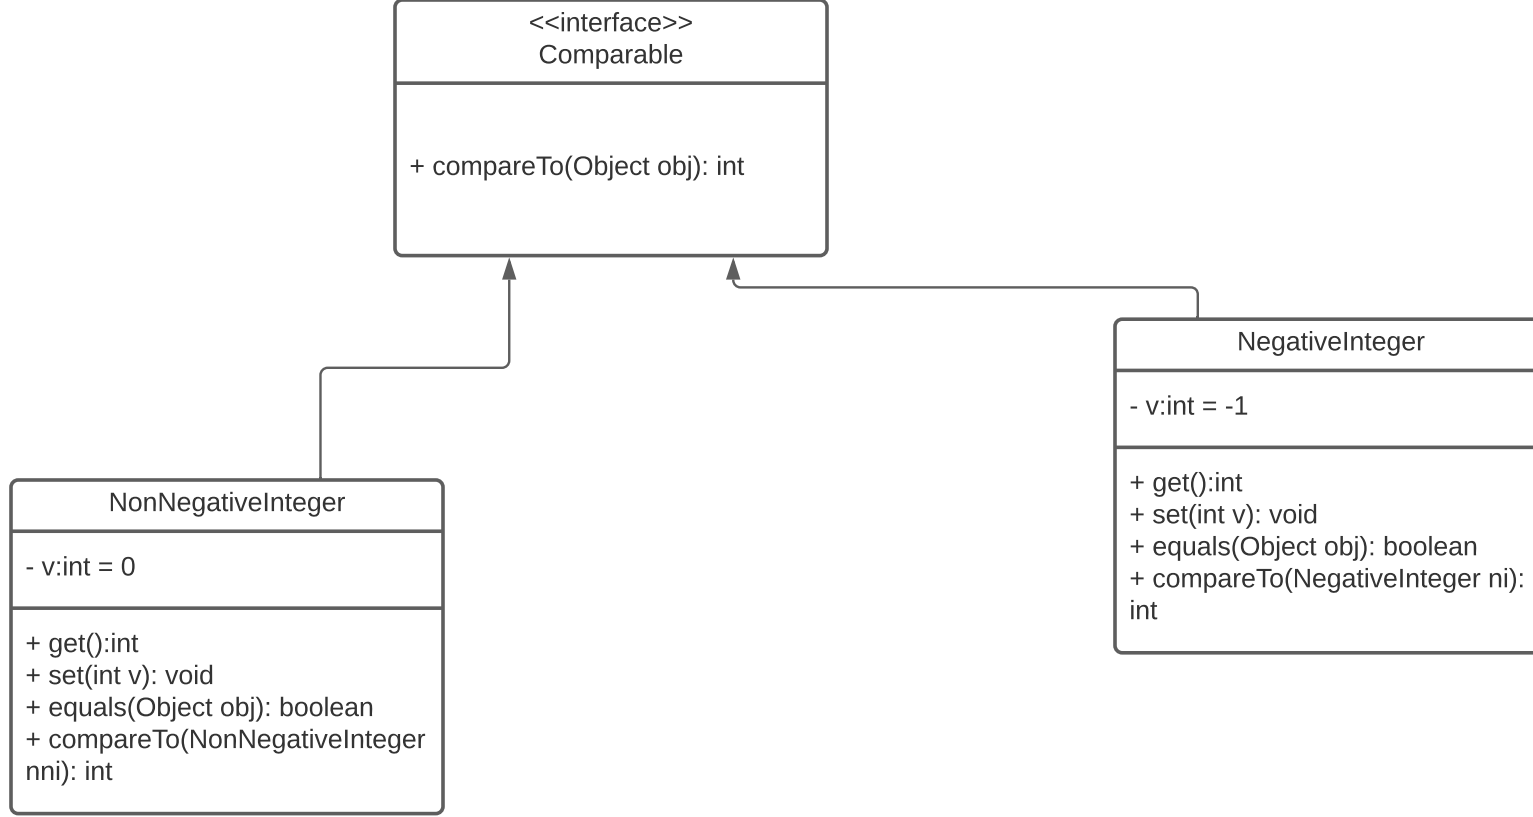 <<interface>>
Comparable
+ compareTo(Object obj): int
NegativeInteger
- v:int = -1
+ get():int
+ set(int v): void
+ equals(Object obj): boolean
+ compareTo(NegativeInteger ni):
int
NonNegativeInteger
- v:int = 0
+ get():int
+ set(int v): void
+ equals(Object obj): boolean
+ compareTo(NonNegativeInteger
nni): int